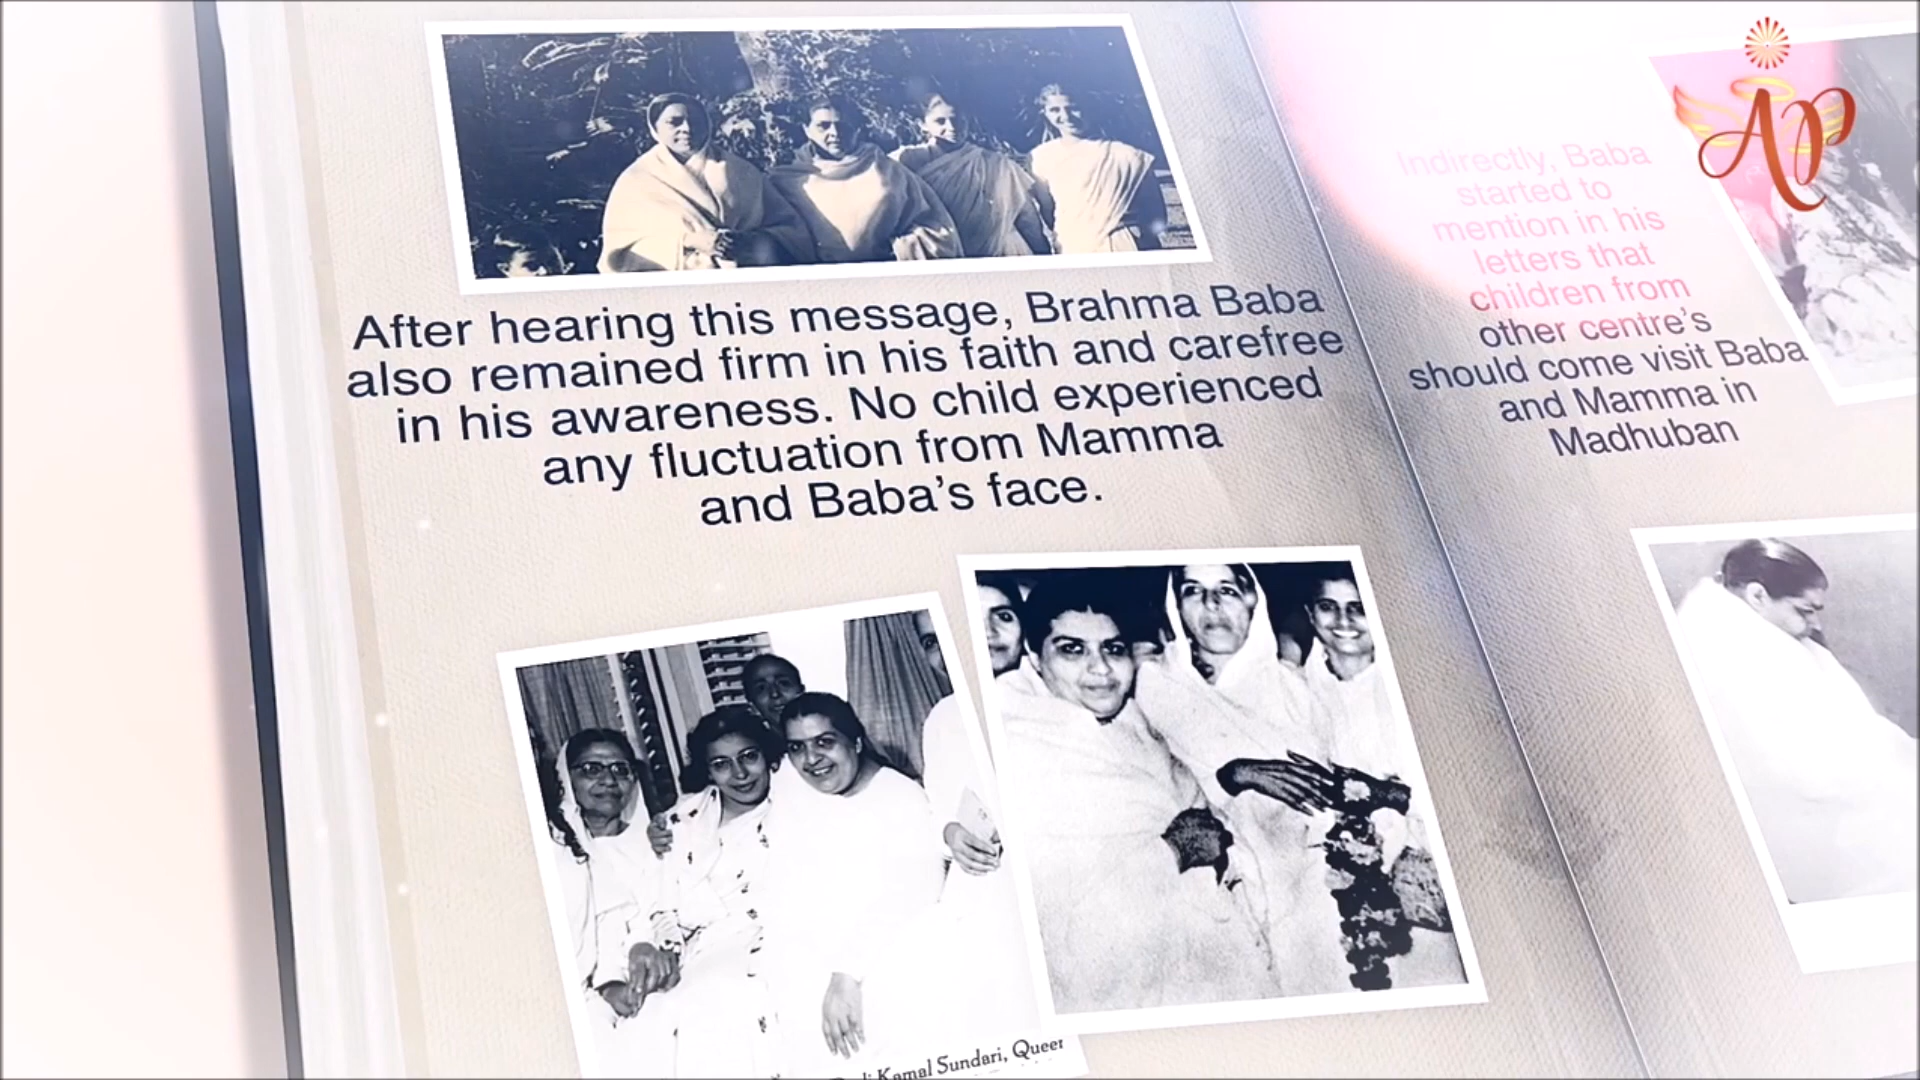 After hearing this message, Brahma Baba
also remained firm in his faith and carefree
in his awareness. No child experienced
any fluctuation from Mamma
and Baba's face.
Indirectly, Baba
started to
mention in his
letters that
children from
other centre's
should come visit Baba
and Mamma in
Madhuban
AP
Kamal Sundari, Queen